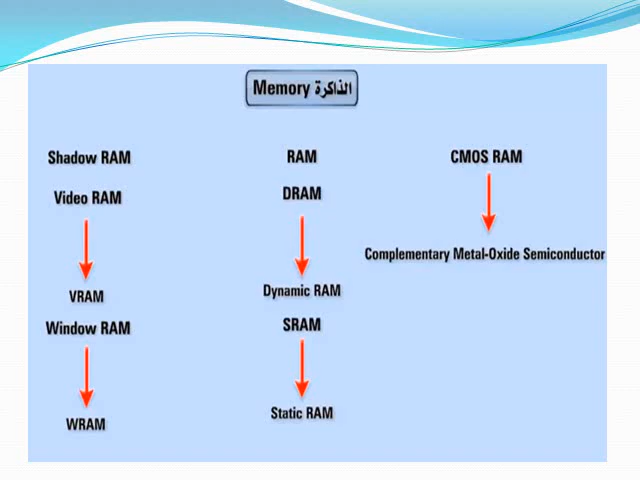 Memory الذاكرة
Shadow RAM
Video RAM
VRAM
Window RAM
WRAM
RAM
DRAM
Dynamic RAM
SRAM
Static RAM
CMOS RAM
Complementary Metal-Oxide Semiconductor